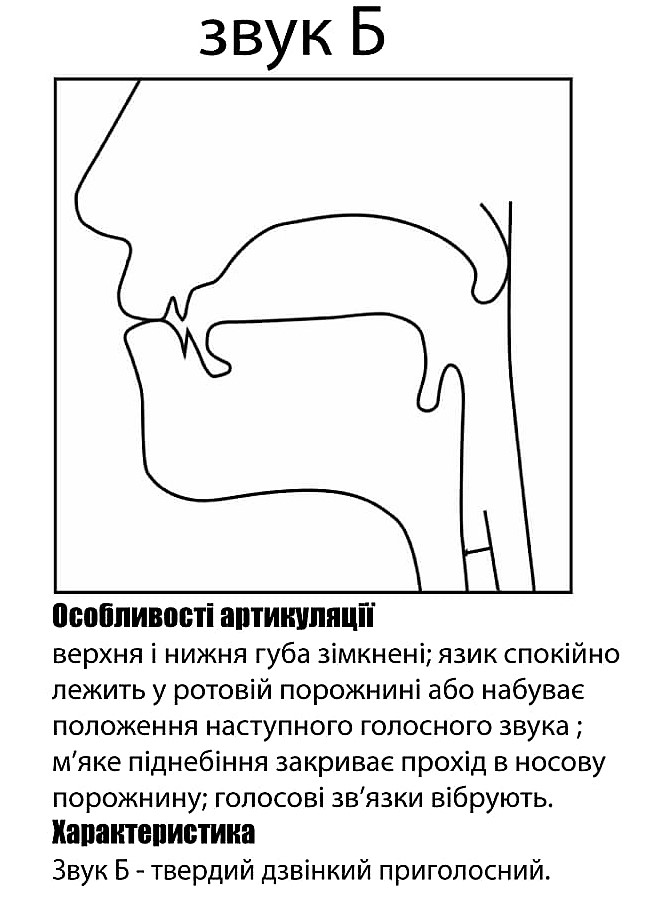 звук Б
Особливості артикуляції
верхня і нижня губа зімкнені; язик спокійно
лежить у ротовій порожнині або набуває
положення наступного голосного звука ;
м’яке піднебіння закриває прохід в носову
порожнину; голосові зв’язки вібрують.
Характеристика
Звук Б - твердий дзвінкий приголосний.